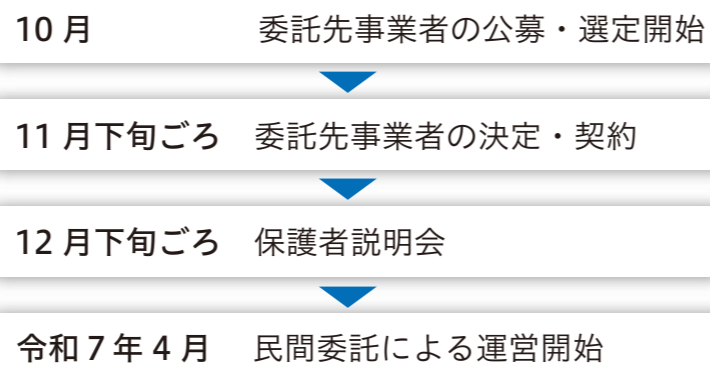 10 月 委託先事業者の公募・選定開始
11 月下旬ごろ 委託先事業者の決定・契約
12 月下旬ごろ 保護者説明会
令和 7 年 4 月 民間委託による運営開始